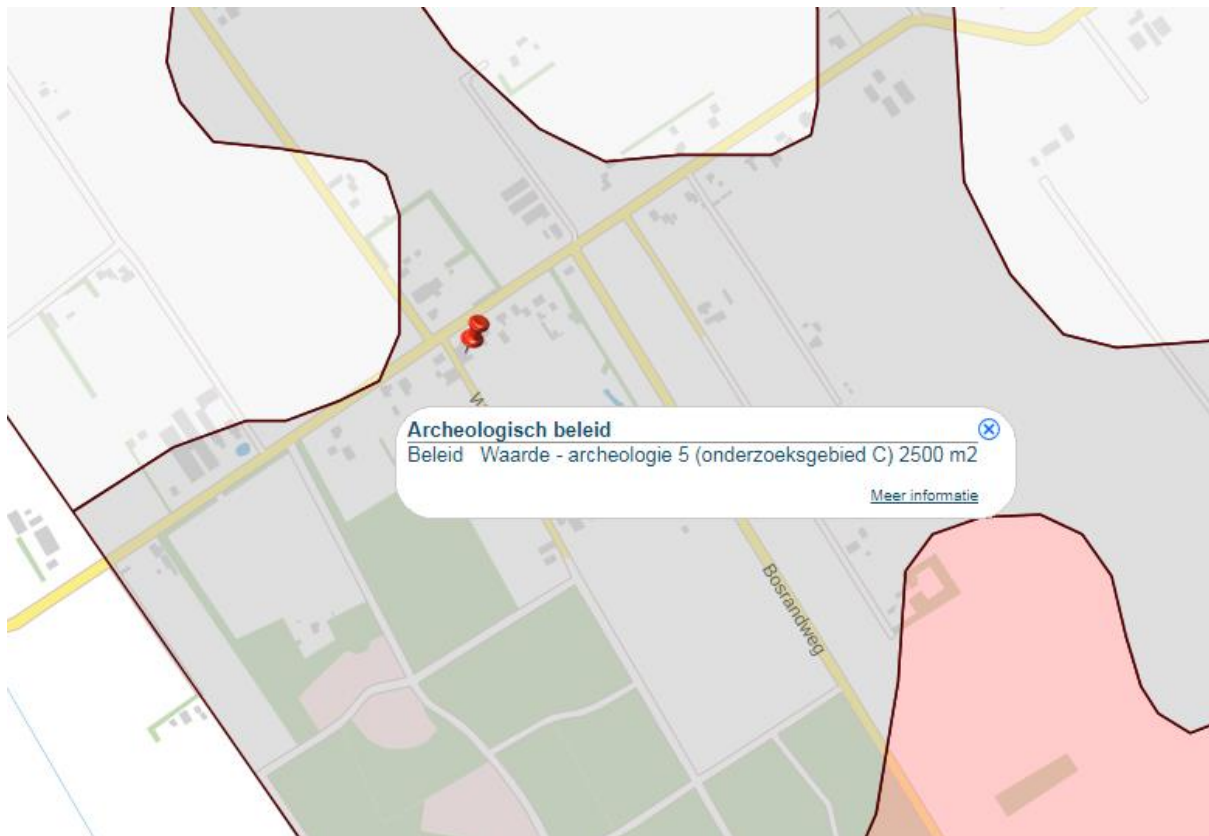 Archeologisch beleid
Beleid Waarde - archeologie 5 (onderzoeksgebied C) 2500 m2
Meer informatie
Bosrandweg